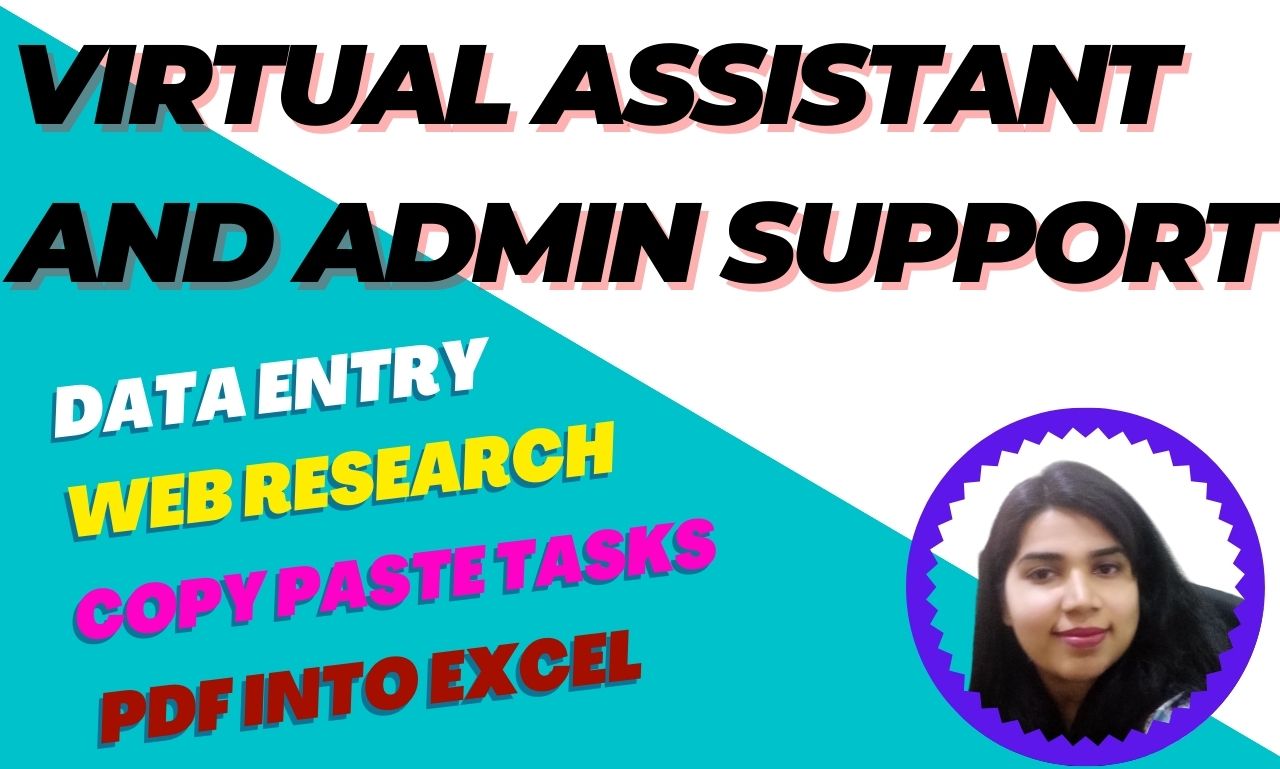 VIRTUAL ASSISTANT
AND ADMIN SUPPORT
DATA ENTRY
WEB RESEARCH
COPY PASTE TASKS
PDF INTO EXCEL